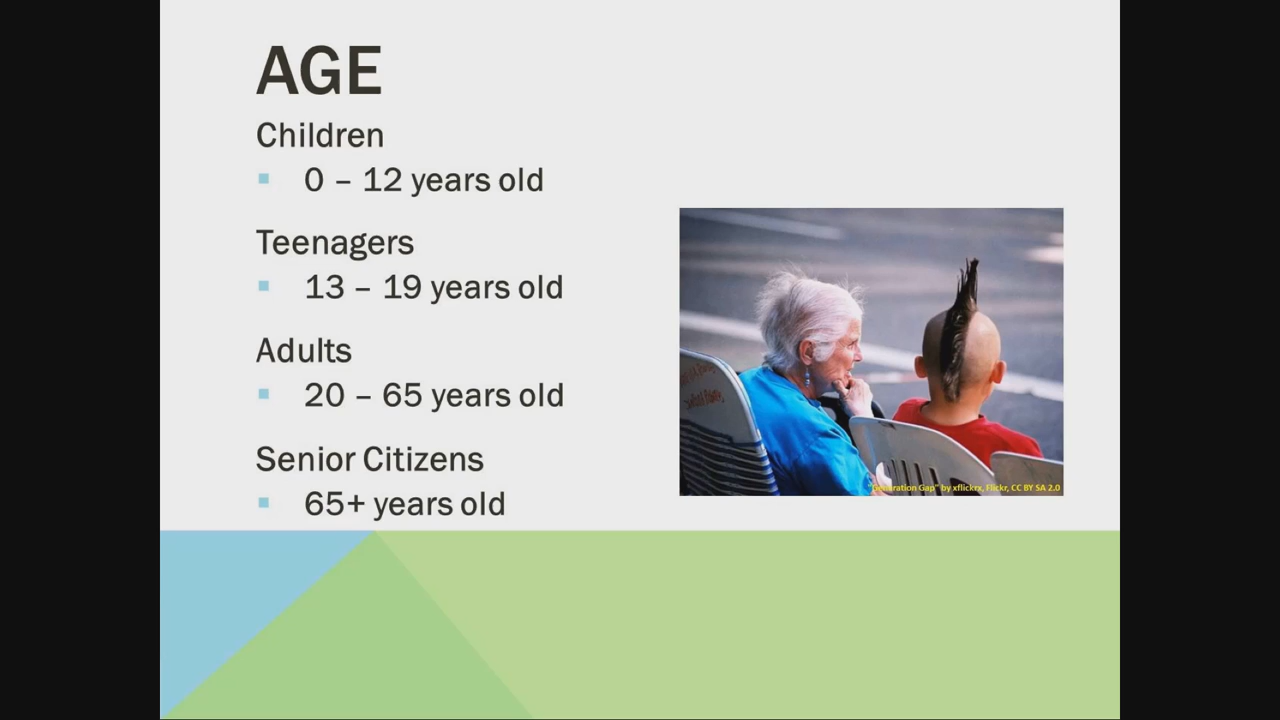 AGE
Children
▪ 0 – 12 years old
Teenagers
▪ 13 – 19 years old
Adults
▪ 20 – 65 years old
Senior Citizens
▪ 65+ years old
"Generation Gap" by xflickrx, Flickr, CC BY SA 2.0